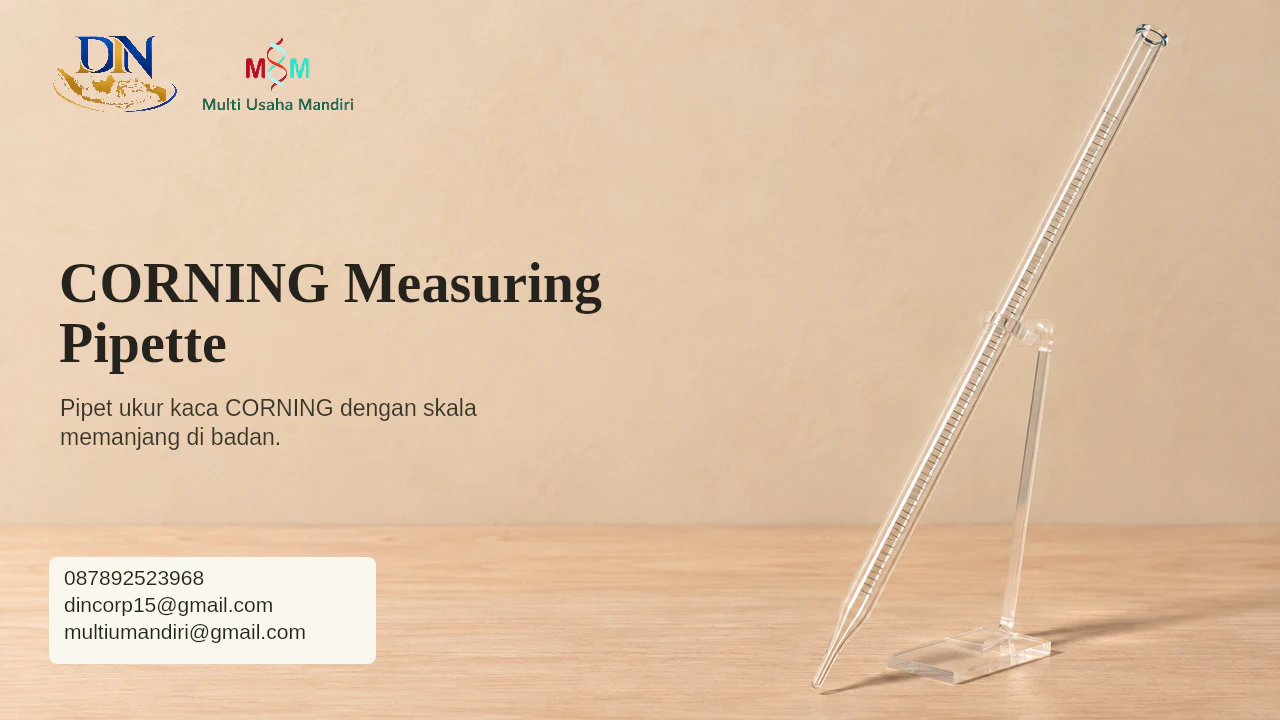 DIN
MSM
Multi Usaha Mandiri
CORNING Measuring
Pipette
Pipet ukur kaca CORNING dengan skala
memanjang di badan.
087892523968
dincorp15@gmail.com
multiumandiri@gmail.com